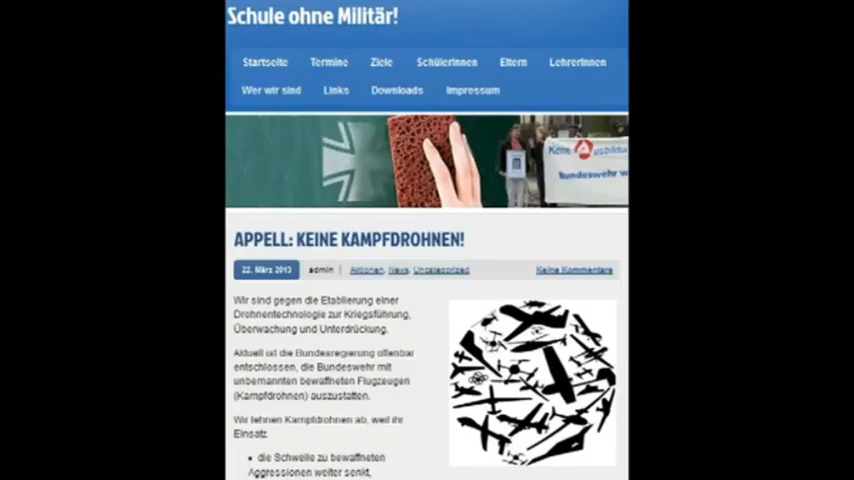 Schule ohne Militär!
Startseite Termine Ziele SchülerInnen Eltern LehrerInnen
Wer wir sind Links Downloads Impressum
Keine Ausbildu
Bundeswehr w
APPELL: KEINE KAMPFDROHNEN!
22. März 2013 admin | Aktionen, News, Uncategorized Keine Kommentare
Wir sind gegen die Etablierung einer
Drohnentechnologie zur Kriegsführung,
Überwachung und Unterdrückung.
Aktuell ist die Bundesregierung offenbar
entschlossen, die Bundeswehr mit
unbemannten bewaffneten Flugzeugen
(Kampfdrohnen) auszustatten.
Wir lehnen Kampfdrohnen ab, weil ihr
Einsatz
• die Schwelle zu bewaffneten
Aggressionen weiter senkt,